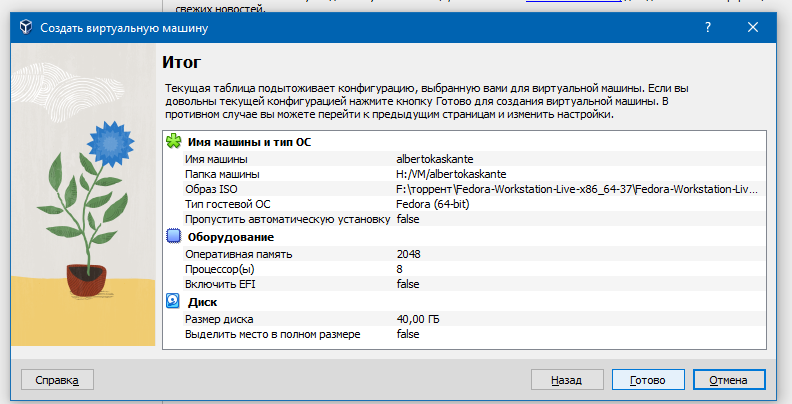 свежих новостей.
Создать виртуальную машину
?
Итог
Текущая таблица подытоживает конфигурацию, выбранную вами для виртуальной машины. Если вы
довольны текущей конфигурацией нажмите кнопку Готово для создания виртуальной машины. В
противном случае вы можете перейти к предыдущим страницам и изменить настройки.
Имя машины и тип ОС
Имя машины albertokaskante
Папка машины H:/VM/albertokaskante
Образ ISO F:\торрент\Fedora-Workstation-Live-x86_64-37\Fedora-Workstation-Liv...
Тип гостевой ОС Fedora (64-bit)
Пропустить автоматическую установку false
Оборудование
Оперативная память 2048
Процессор(ы) 8
Включить EFI false
Диск
Размер диска 40,00 ГБ
Выделить место в полном размере false
Справка Назад Готово Отмена